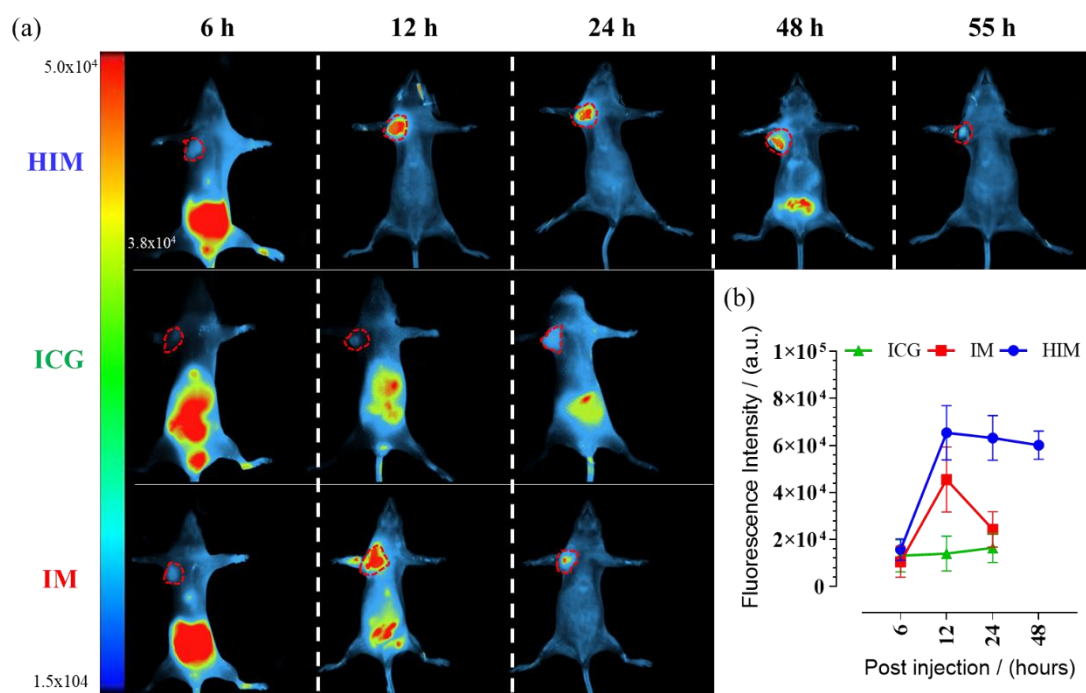 (a)
6 h
12 h
24 h
48 h
55 h
5.0x10⁴
HIM
3.8x10⁴
ICG
IM
1.5x104
(b)
ICG
IM
HIM
1×10⁵
8×10⁴
6×10⁴
4×10⁴
2×10⁴
0
Fluorescence Intensity / (a.u.)
6
12
24
48
Post injection / (hours)